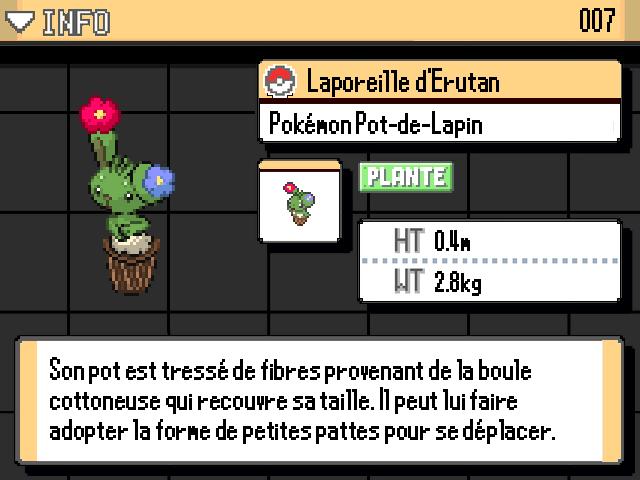 INFO
007
Laporeille d'Erutan
Pokémon Pot-de-Lapin
PLANTE
HT 0.4m
WT 2.8kg
Son pot est tressé de fibres provenant de la boule
cottoneuse qui recouvre sa taille. Il peut lui faire
adopter la forme de petites pattes pour se déplacer.